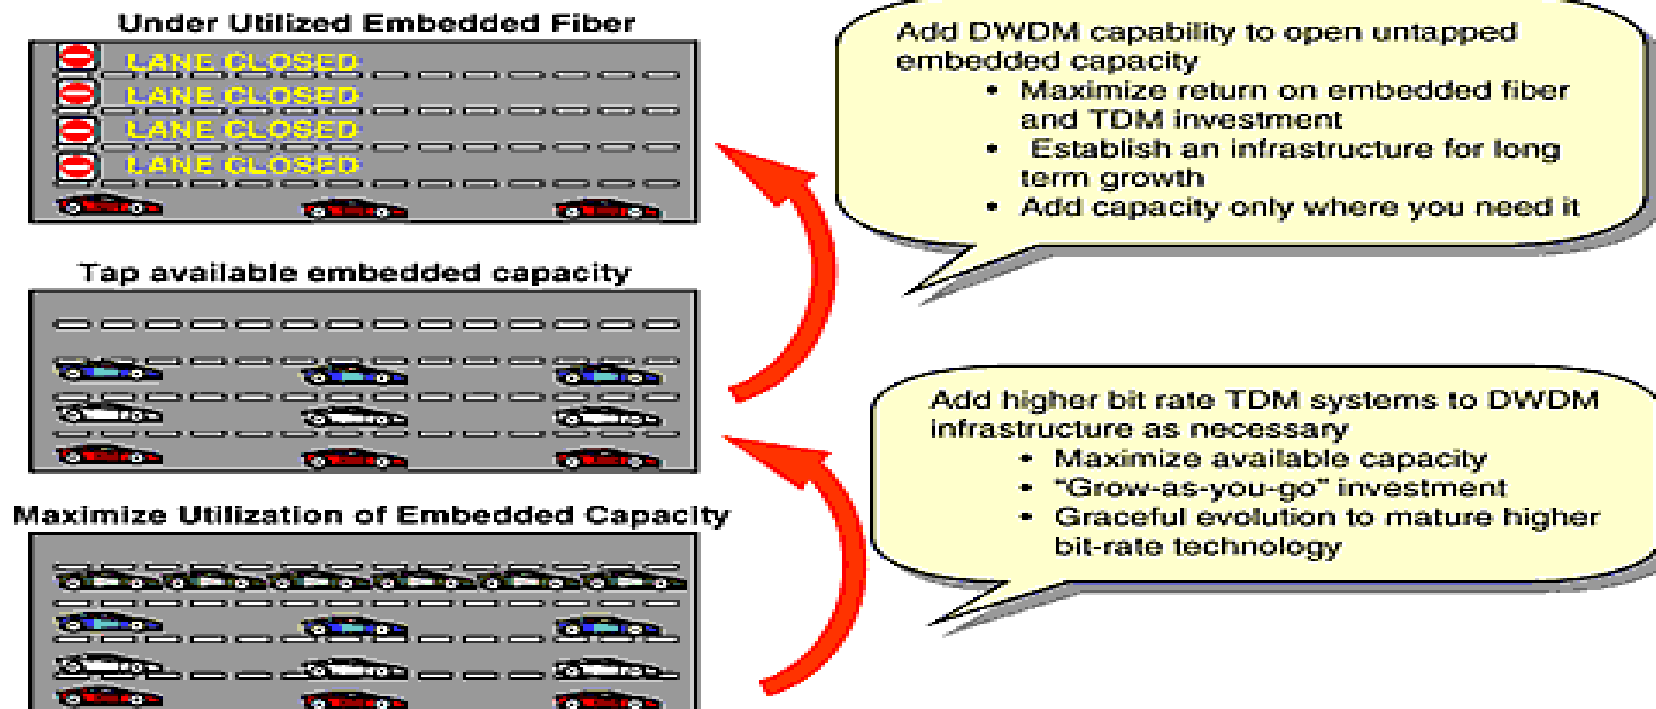 Under Utilized Embedded Fiber
LANE CLOSED
LANE CLOSED
LANE CLOSED
LANE CLOSED
Add DWDM capability to open untapped
embedded capacity
• Maximize return on embedded fiber
and TDM investment
• Establish an infrastructure for long
term growth
• Add capacity only where you need it
Tap available embedded capacity
Add higher bit rate TDM systems to DWDM
infrastructure as necessary
• Maximize available capacity
• "Grow-as-you-go" investment
• Graceful evolution to mature higher
bit-rate technology
Maximize Utilization of Embedded Capacity